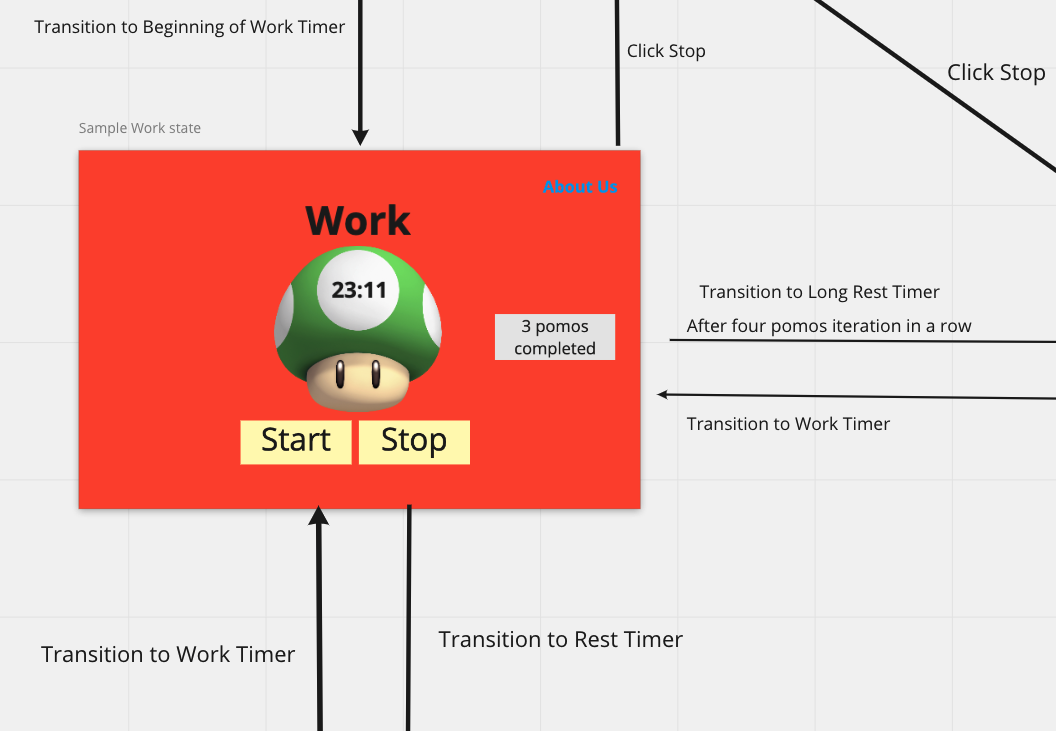 Transition to Beginning of Work Timer
Click Stop
Click Stop
Sample Work state
About Us
Work
23:11
3 pomos
completed
Start
Stop
Transition to Long Rest Timer
After four pomos iteration in a row
Transition to Work Timer
Transition to Work Timer
Transition to Rest Timer